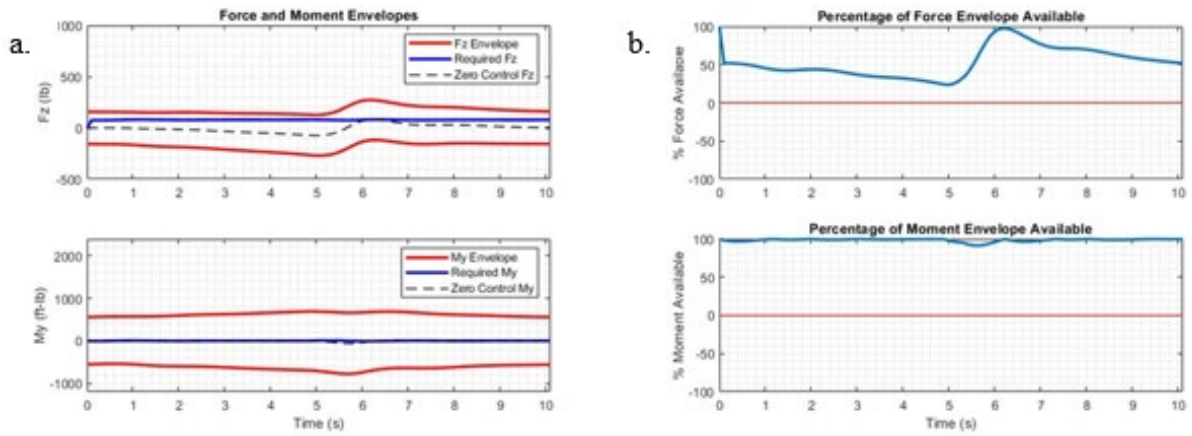 a.
Force and Moment Envelopes
1000
500
0
-500
Fz (lb)
Fz Envelope
Required Fz
Zero Control Fz
0 1 2 3 4 5 6 7 8 9 10
2000
1000
0
-1000
My (ft-lb)
My Envelope
Required My
Zero Control My
0 1 2 3 4 5 6 7 8 9 10
Time (s)
b.
Percentage of Force Envelope Available
100
50
0
-50
-100
% Force Available
0 1 2 3 4 5 6 7 8 9 10
Percentage of Moment Envelope Available
100
50
0
-50
-100
% Moment Available
0 1 2 3 4 5 6 7 8 9 10
Time (s)